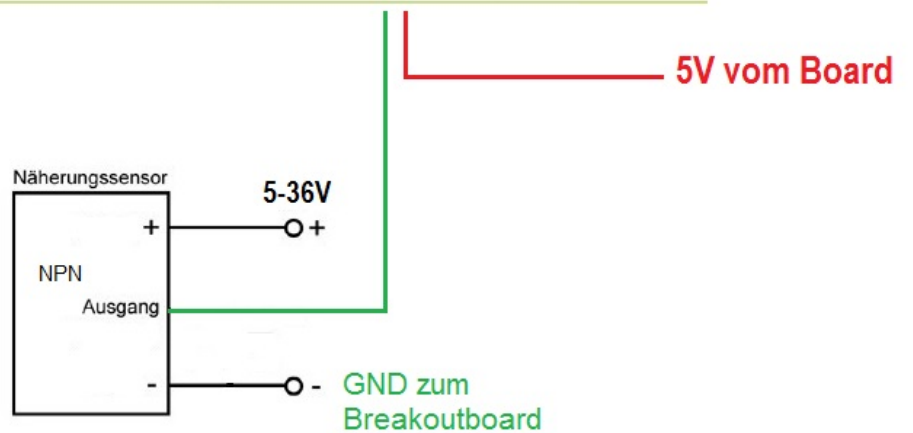 5V vom Board
Näherungssensor
5-36V
+
+
NPN
Ausgang
-
-
GND zum
Breakoutboard